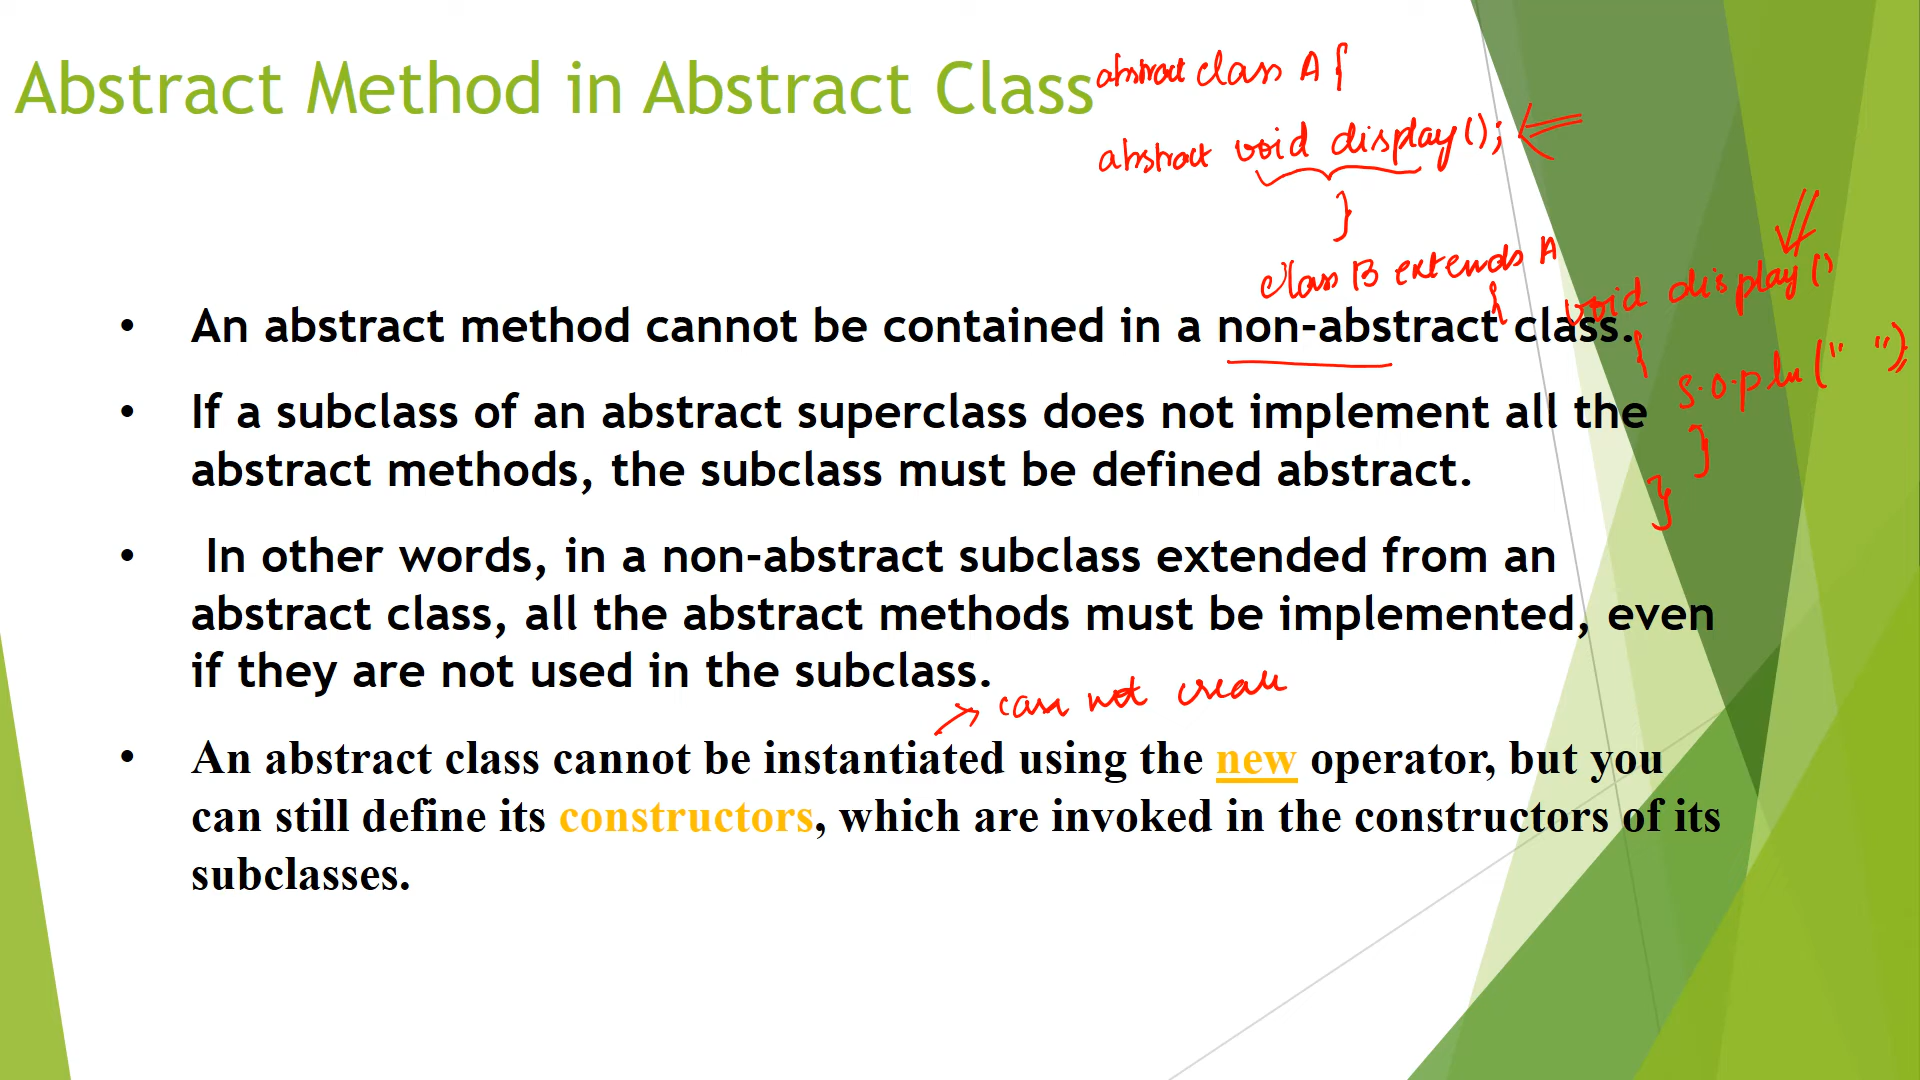 Abstract Method in Abstract Class
abstract class A {
abstract void display();
}
class B extends A
{ void display()
{
S.o.pln(" ");
}
}
• An abstract method cannot be contained in a non-abstract class.
• If a subclass of an abstract superclass does not implement all the
abstract methods, the subclass must be defined abstract.
• In other words, in a non-abstract subclass extended from an
abstract class, all the abstract methods must be implemented, even
if they are not used in the subclass.
can not create
• An abstract class cannot be instantiated using the new operator, but you
can still define its constructors, which are invoked in the constructors of its
subclasses.